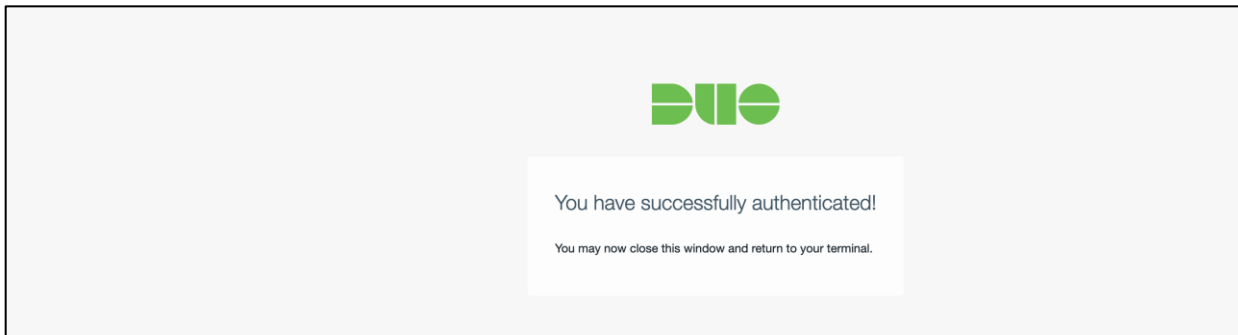 DUO
You have successfully authenticated!
You may now close this window and return to your terminal.